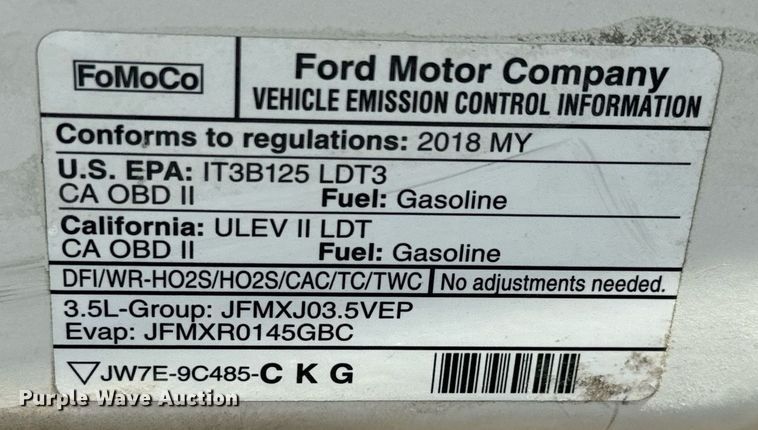 FoMoCo
Ford Motor Company
VEHICLE EMISSION CONTROL INFORMATION
Conforms to regulations: 2018 MY
U.S. EPA: IT3B125 LDT3
CA OBD II Fuel: Gasoline
California: ULEV II LDT
CA OBD II Fuel: Gasoline
DFI/WR-HO2S/HO2S/CAC/TC/TWC No adjustments needed.
3.5L-Group: JFMXJ03.5VEP
Evap: JFMXR0145GBC
▽JW7E-9C485-C K G
Purple Wave Auction